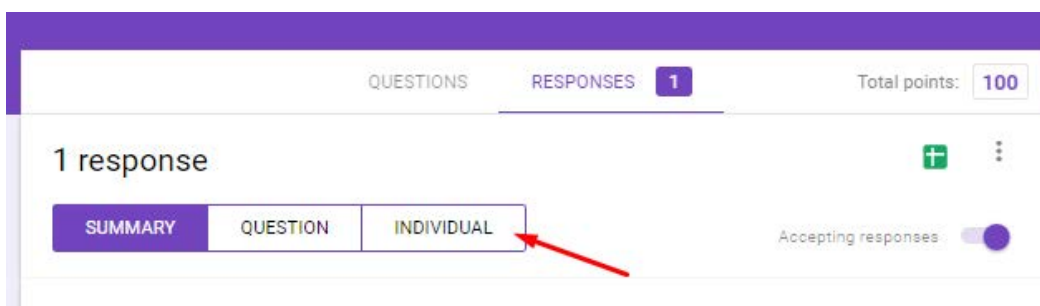 QUESTIONS RESPONSES 1 Total points: 100
1 response
SUMMARY QUESTION INDIVIDUAL
Accepting responses